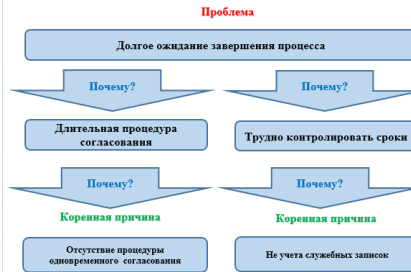 Проблема
Долгое ожидание завершения процесса
Почему?
Почему?
Длительная процедура
согласования
Трудно контролировать сроки
Почему?
Почему?
Коренная причина
Коренная причина
Отсутствие процедуры
одновременного согласования
Не учета служебных записок